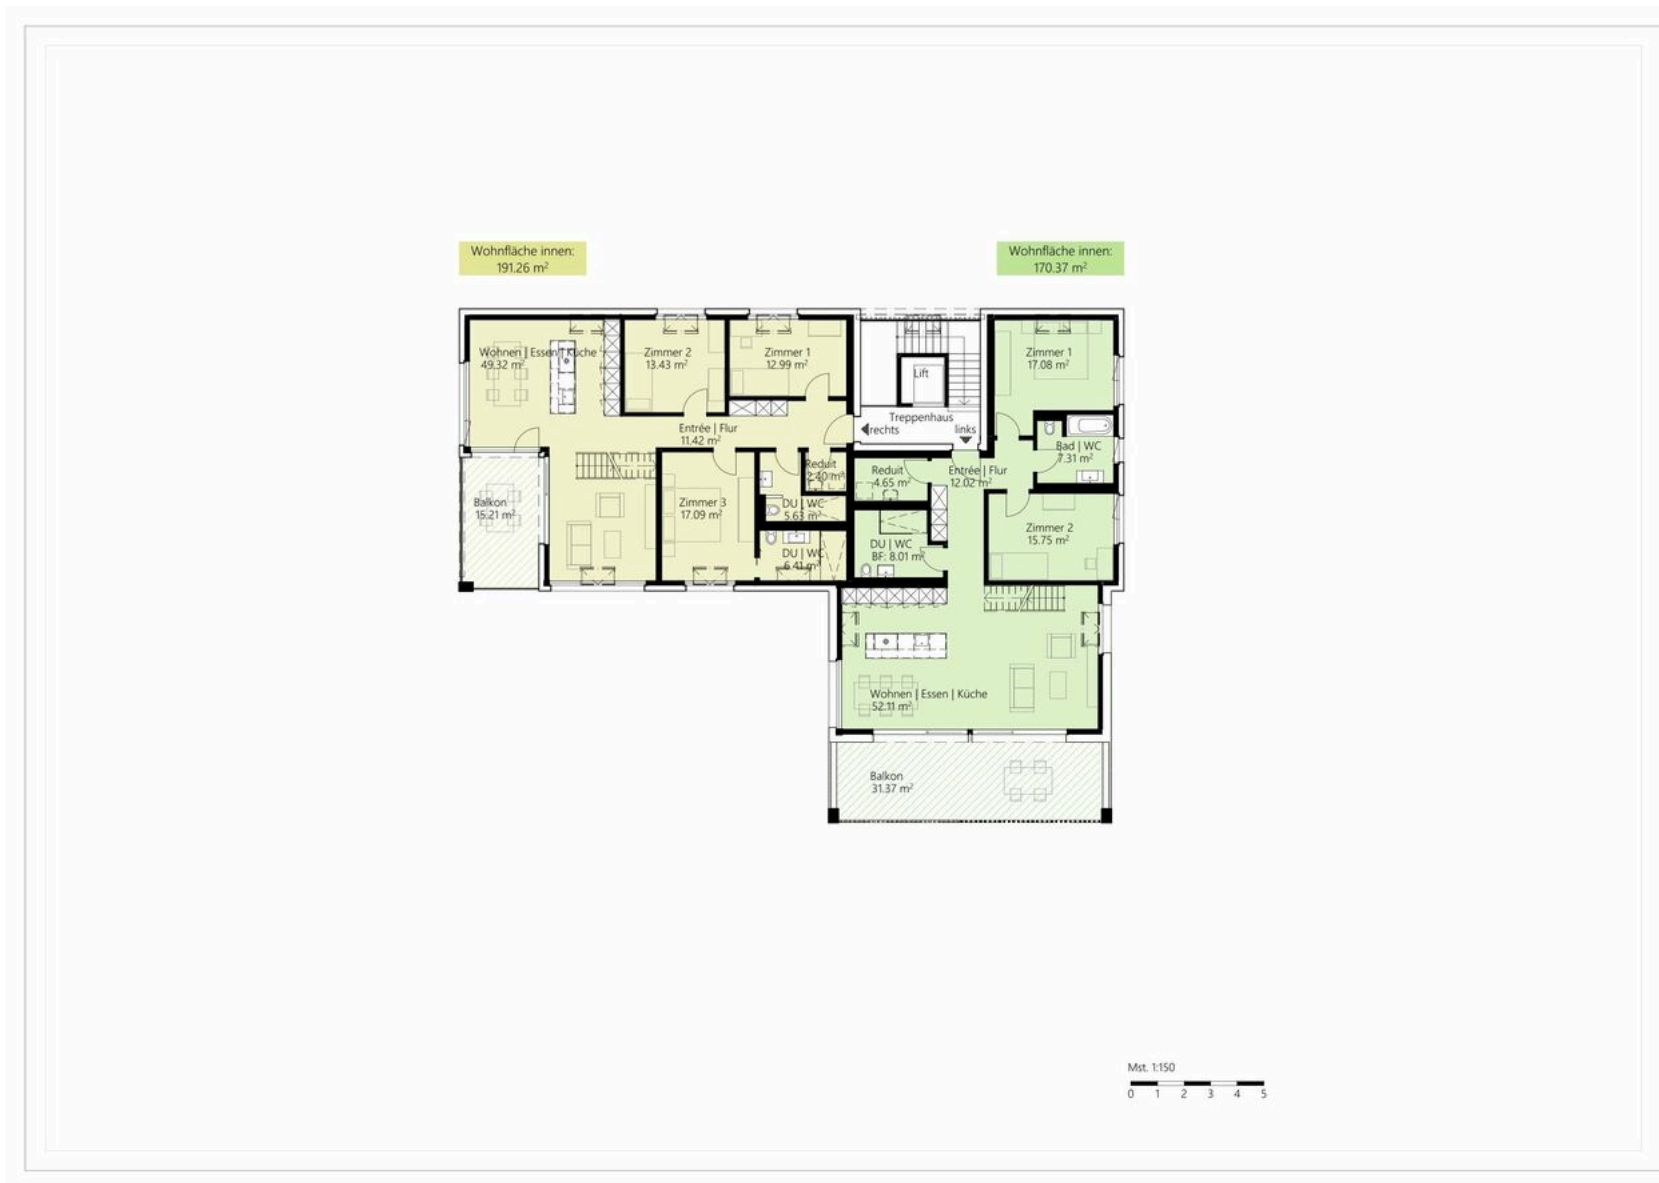 Wohnfläche innen:
191.26 m²
Wohnfläche innen:
170.37 m²
Wohnen | Essen | Küche
49.32 m²
Zimmer 2
13.43 m²
Zimmer 1
12.99 m²
Lift
Zimmer 1
17.08 m²
Treppenhaus
rechts
links
Entrée | Flur
11.42 m²
Bad | WC
7.31 m²
Reduit
2.40 m²
Reduit
4.65 m²
Entrée | Flur
12.02 m²
Balkon
15.21 m²
Zimmer 3
17.09 m²
DU | WC
5.63 m²
Zimmer 2
15.75 m²
DU | WC
6.41 m²
DU | WC
BF: 8.01 m²
Wohnen | Essen | Küche
52.11 m²
Balkon
31.37 m²
Mst. 1:150
0 1 2 3 4 5